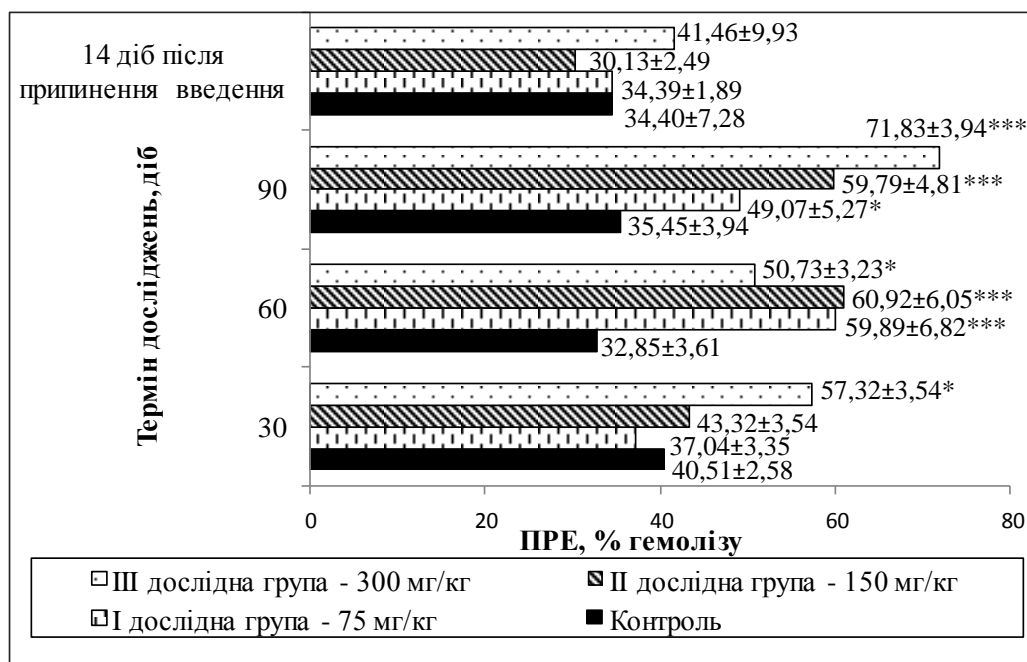 14 діб після
припинення введення
41,46±9,93
30,13±2,49
34,39±1,89
34,40±7,28
90
71,83±3,94***
59,79±4,81***
49,07±5,27*
35,45±3,94
60
50,73±3,23*
60,92±6,05***
59,89±6,82***
32,85±3,61
30
57,32±3,54*
43,32±3,54
37,04±3,35
40,51±2,58
Термін досліджень,діб
0 20 40 60 80
ПРЕ, % гемолізу
ІІІ дослідна група - 300 мг/кг
ІІ дослідна група - 150 мг/кг
І дослідна група - 75 мг/кг
Контроль